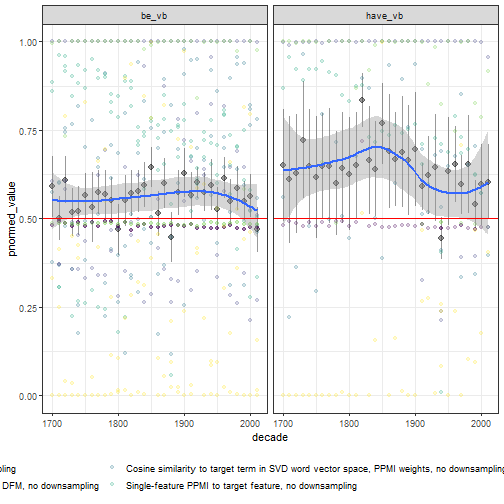 be_vb have_vb
1.00
0.75
0.50
0.25
0.00
pnormed_value
1700 1800 1900 2000 1700 1800 1900 2000
decade
pling Cosine similarity to target term in SVD word vector space, PPMI weights, no downsampling
DFM, no downsampling Single-feature PPMI to target feature, no downsampling